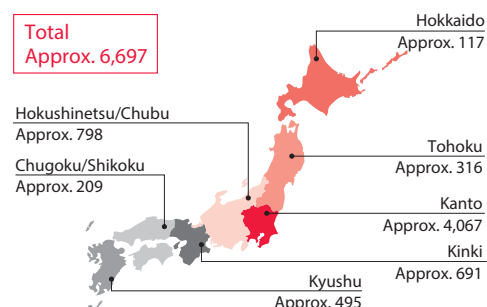 Total
Approx. 6,697
Hokkaido
Approx. 117
Hokushinetsu/Chubu
Approx. 798
Tohoku
Approx. 316
Chugoku/Shikoku
Approx. 209
Kanto
Approx. 4,067
Kinki
Approx. 691
Kyushu
Approx. 495